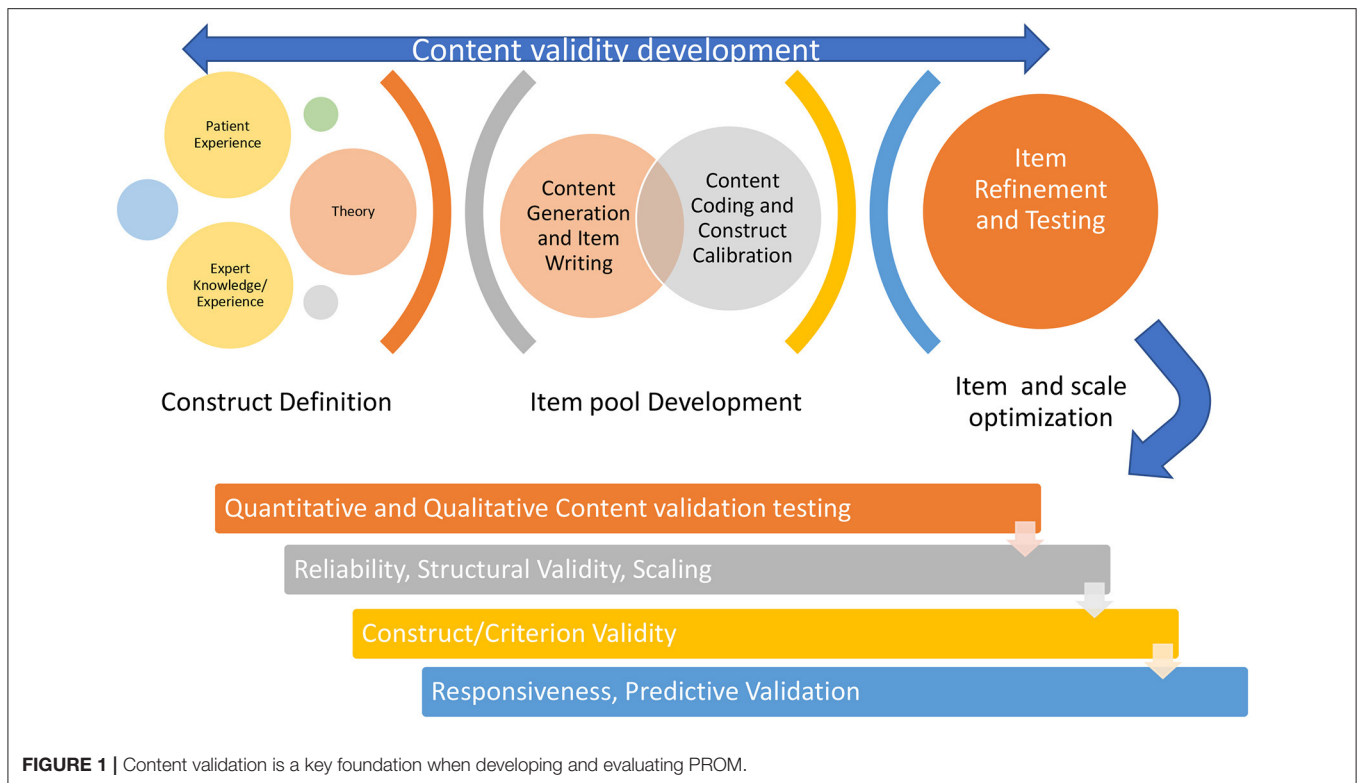 Content validity development
Patient
Experience
Theory
Expert
Knowledge/
Experience
Content
Generation
and Item
Writing
Content
Coding and
Construct
Calibration
Item
Refinement
and Testing
Construct Definition
Item pool Development
Item and scale
optimization
Quantitative and Qualitative Content validation testing
Reliability, Structural Validity, Scaling
Construct/Criterion Validity
Responsiveness, Predictive Validation
FIGURE 1 | Content validation is a key foundation when developing and evaluating PROM.